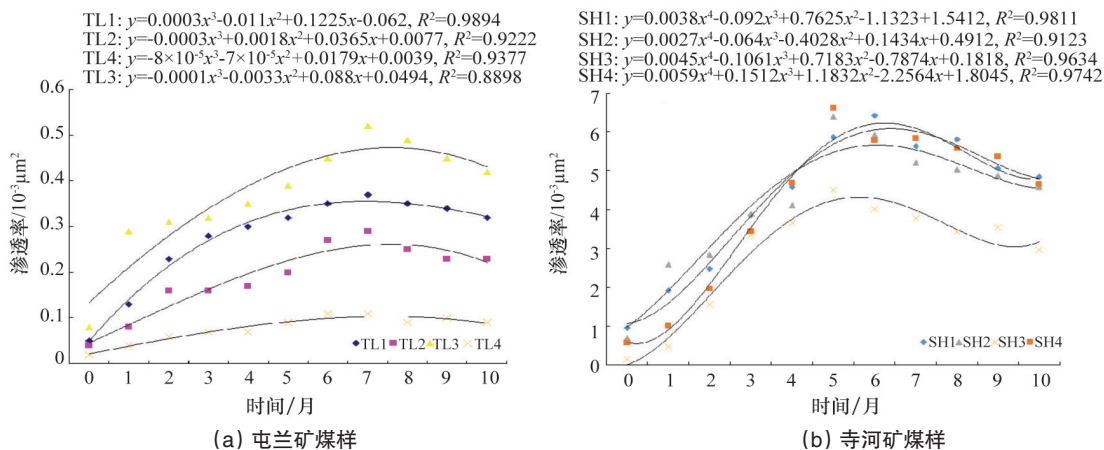 TL1: y=0.0003x³-0.011x²+0.1225x-0.062, R²=0.9894
TL2: y=-0.0003x³+0.0018x²+0.0365x+0.0077, R²=0.9222
TL4: y=-8×10⁻⁵x³-7×10⁻⁵x²+0.0179x+0.0039, R²=0.9377
TL3: y=-0.0001x³-0.0033x²+0.088x+0.0494, R²=0.8898
0.6
0.5
0.4
0.3
0.2
0.1
0
渗透率/10⁻³μm²
TL1 TL2 TL3 TL4
0 1 2 3 4 5 6 7 8 9 10
时间/月
(a) 屯兰矿煤样
SH1: y=0.0038x⁴-0.092x³+0.7625x²-1.1323+1.5412, R²=0.9811
SH2: y=0.0027x⁴-0.064x³-0.4028x²+0.1434x+0.4912, R²=0.9123
SH3: y=0.0045x⁴-0.1061x³+0.7183x²-0.7874x+0.1818, R²=0.9634
SH4: y=0.0059x⁴+0.1512x³+1.1832x²-2.2564x+1.8045, R²=0.9742
7
6
5
4
3
2
1
0
渗透率/10⁻³μm²
SH1 SH2 SH3 SH4
0 1 2 3 4 5 6 7 8 9 10
时间/月
(b) 寺河矿煤样